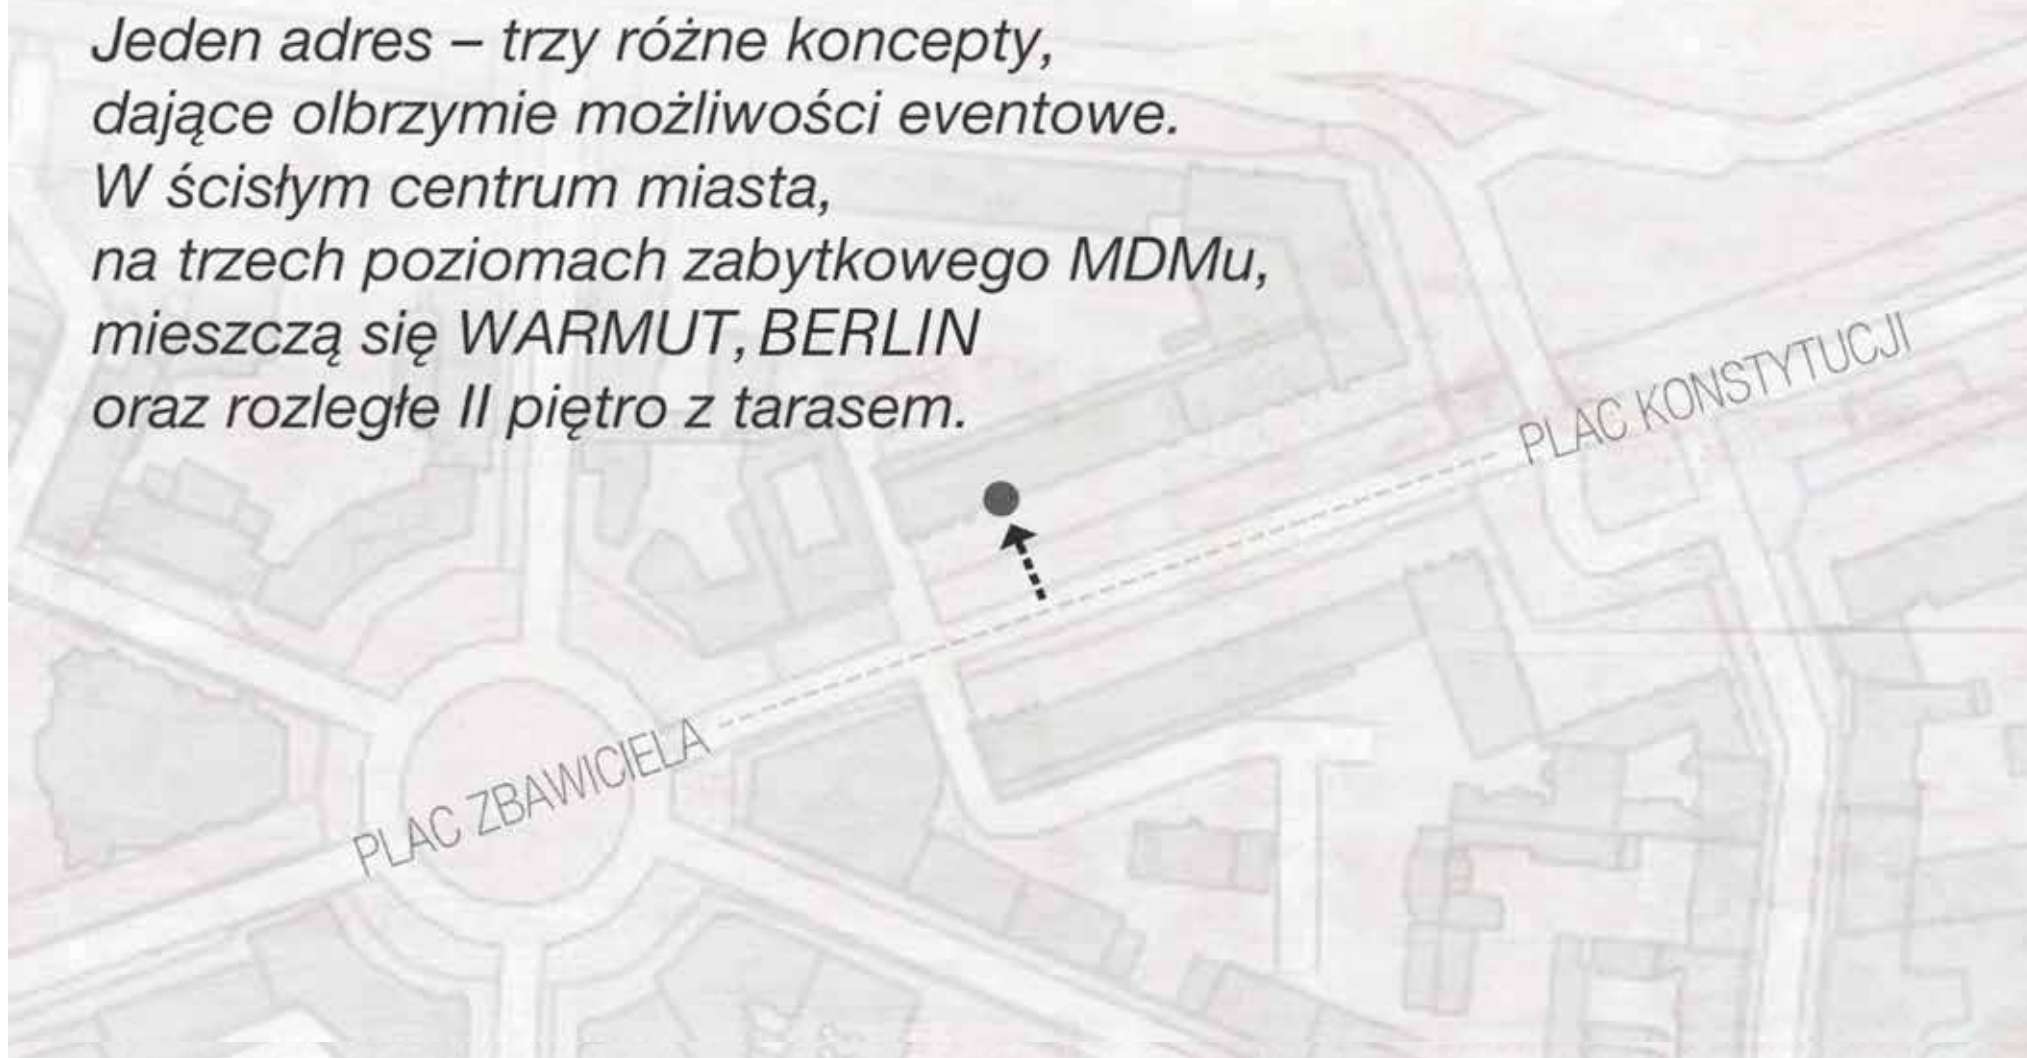 Jeden adres – trzy różne koncepty,
dające olbrzymie możliwości eventowe.
W ścisłym centrum miasta,
na trzech poziomach zabytkowego MDMu,
mieszczą się WARMUT, BERLIN
oraz rozległe II piętro z tarasem.
PLAC KONSTYTUCJI
PLAC ZBAWICIELA